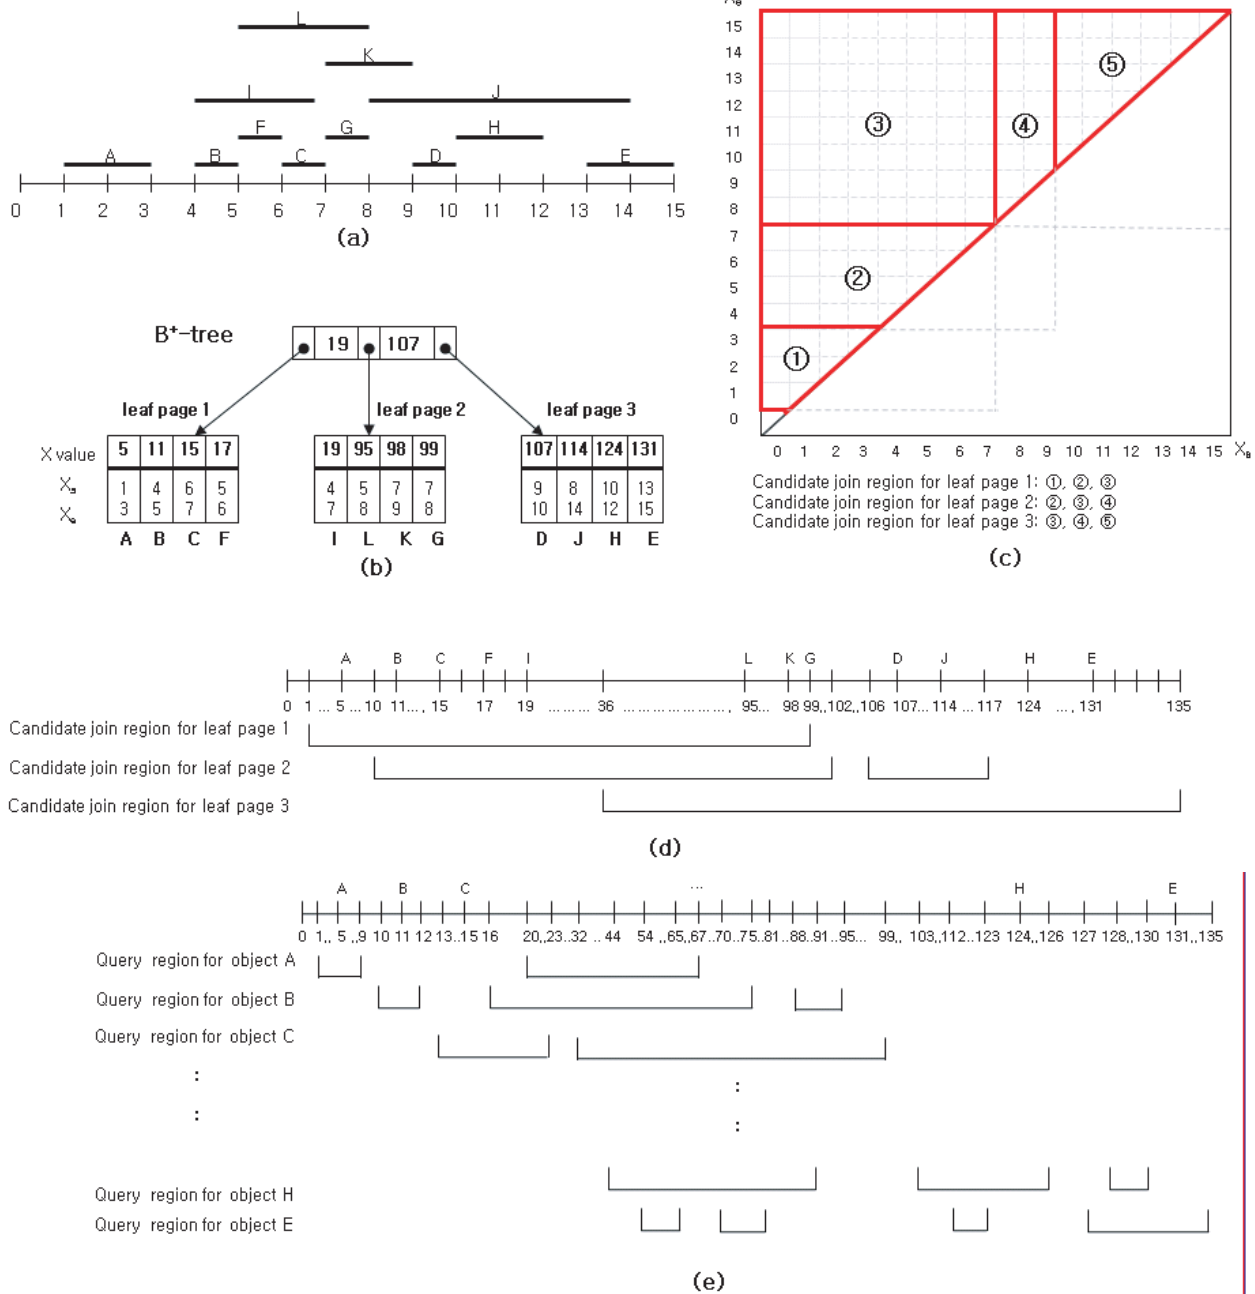 L
K
I J
F G H
A B C D E
0 1 2 3 4 5 6 7 8 9 10 11 12 13 14 15
(a)
B⁺-tree
19 107
leaf page 1 leaf page 2 leaf page 3
X value 5 11 15 17 19 95 98 99 107 114 124 131
Xₛ 1 4 6 5 4 5 7 7 9 8 10 13
Xₑ 3 5 7 6 7 8 9 8 10 14 12 15
A B C F I L K G D J H E
(b)
15
14
13
12
11
10
9
8
7
6
5
4
3
2
1
0
③ ④ ⑤
②
①
0 1 2 3 4 5 6 7 8 9 10 11 12 13 14 15
Candidate join region for leaf page 1: ①, ②, ③
Candidate join region for leaf page 2: ②, ③, ④
Candidate join region for leaf page 3: ③, ④, ⑤
(c)
A B C F I L K G D J H E
0 1 ... 5 ... 10 11... , 15 17 19 ... ... ... 36 ... ... ... ... ... ... , 95... 98 99,,102,,106 107... 114 ...117 124 ... ,131 135
Candidate join region for leaf page 1
Candidate join region for leaf page 2
Candidate join region for leaf page 3
(d)
A B C ... H E
0 1,, 5 ,,9 10 11 12 13..15 16 20,,23...32 .. 44 54 ,,65,,67...70 ...75...81...88...91...95... 99,, 103,,112...123 124,,126 127 128,,130 131,,135
Query region for object A
Query region for object B
Query region for object C
:
:
:
:
Query region for object H
Query region for object E
(e)